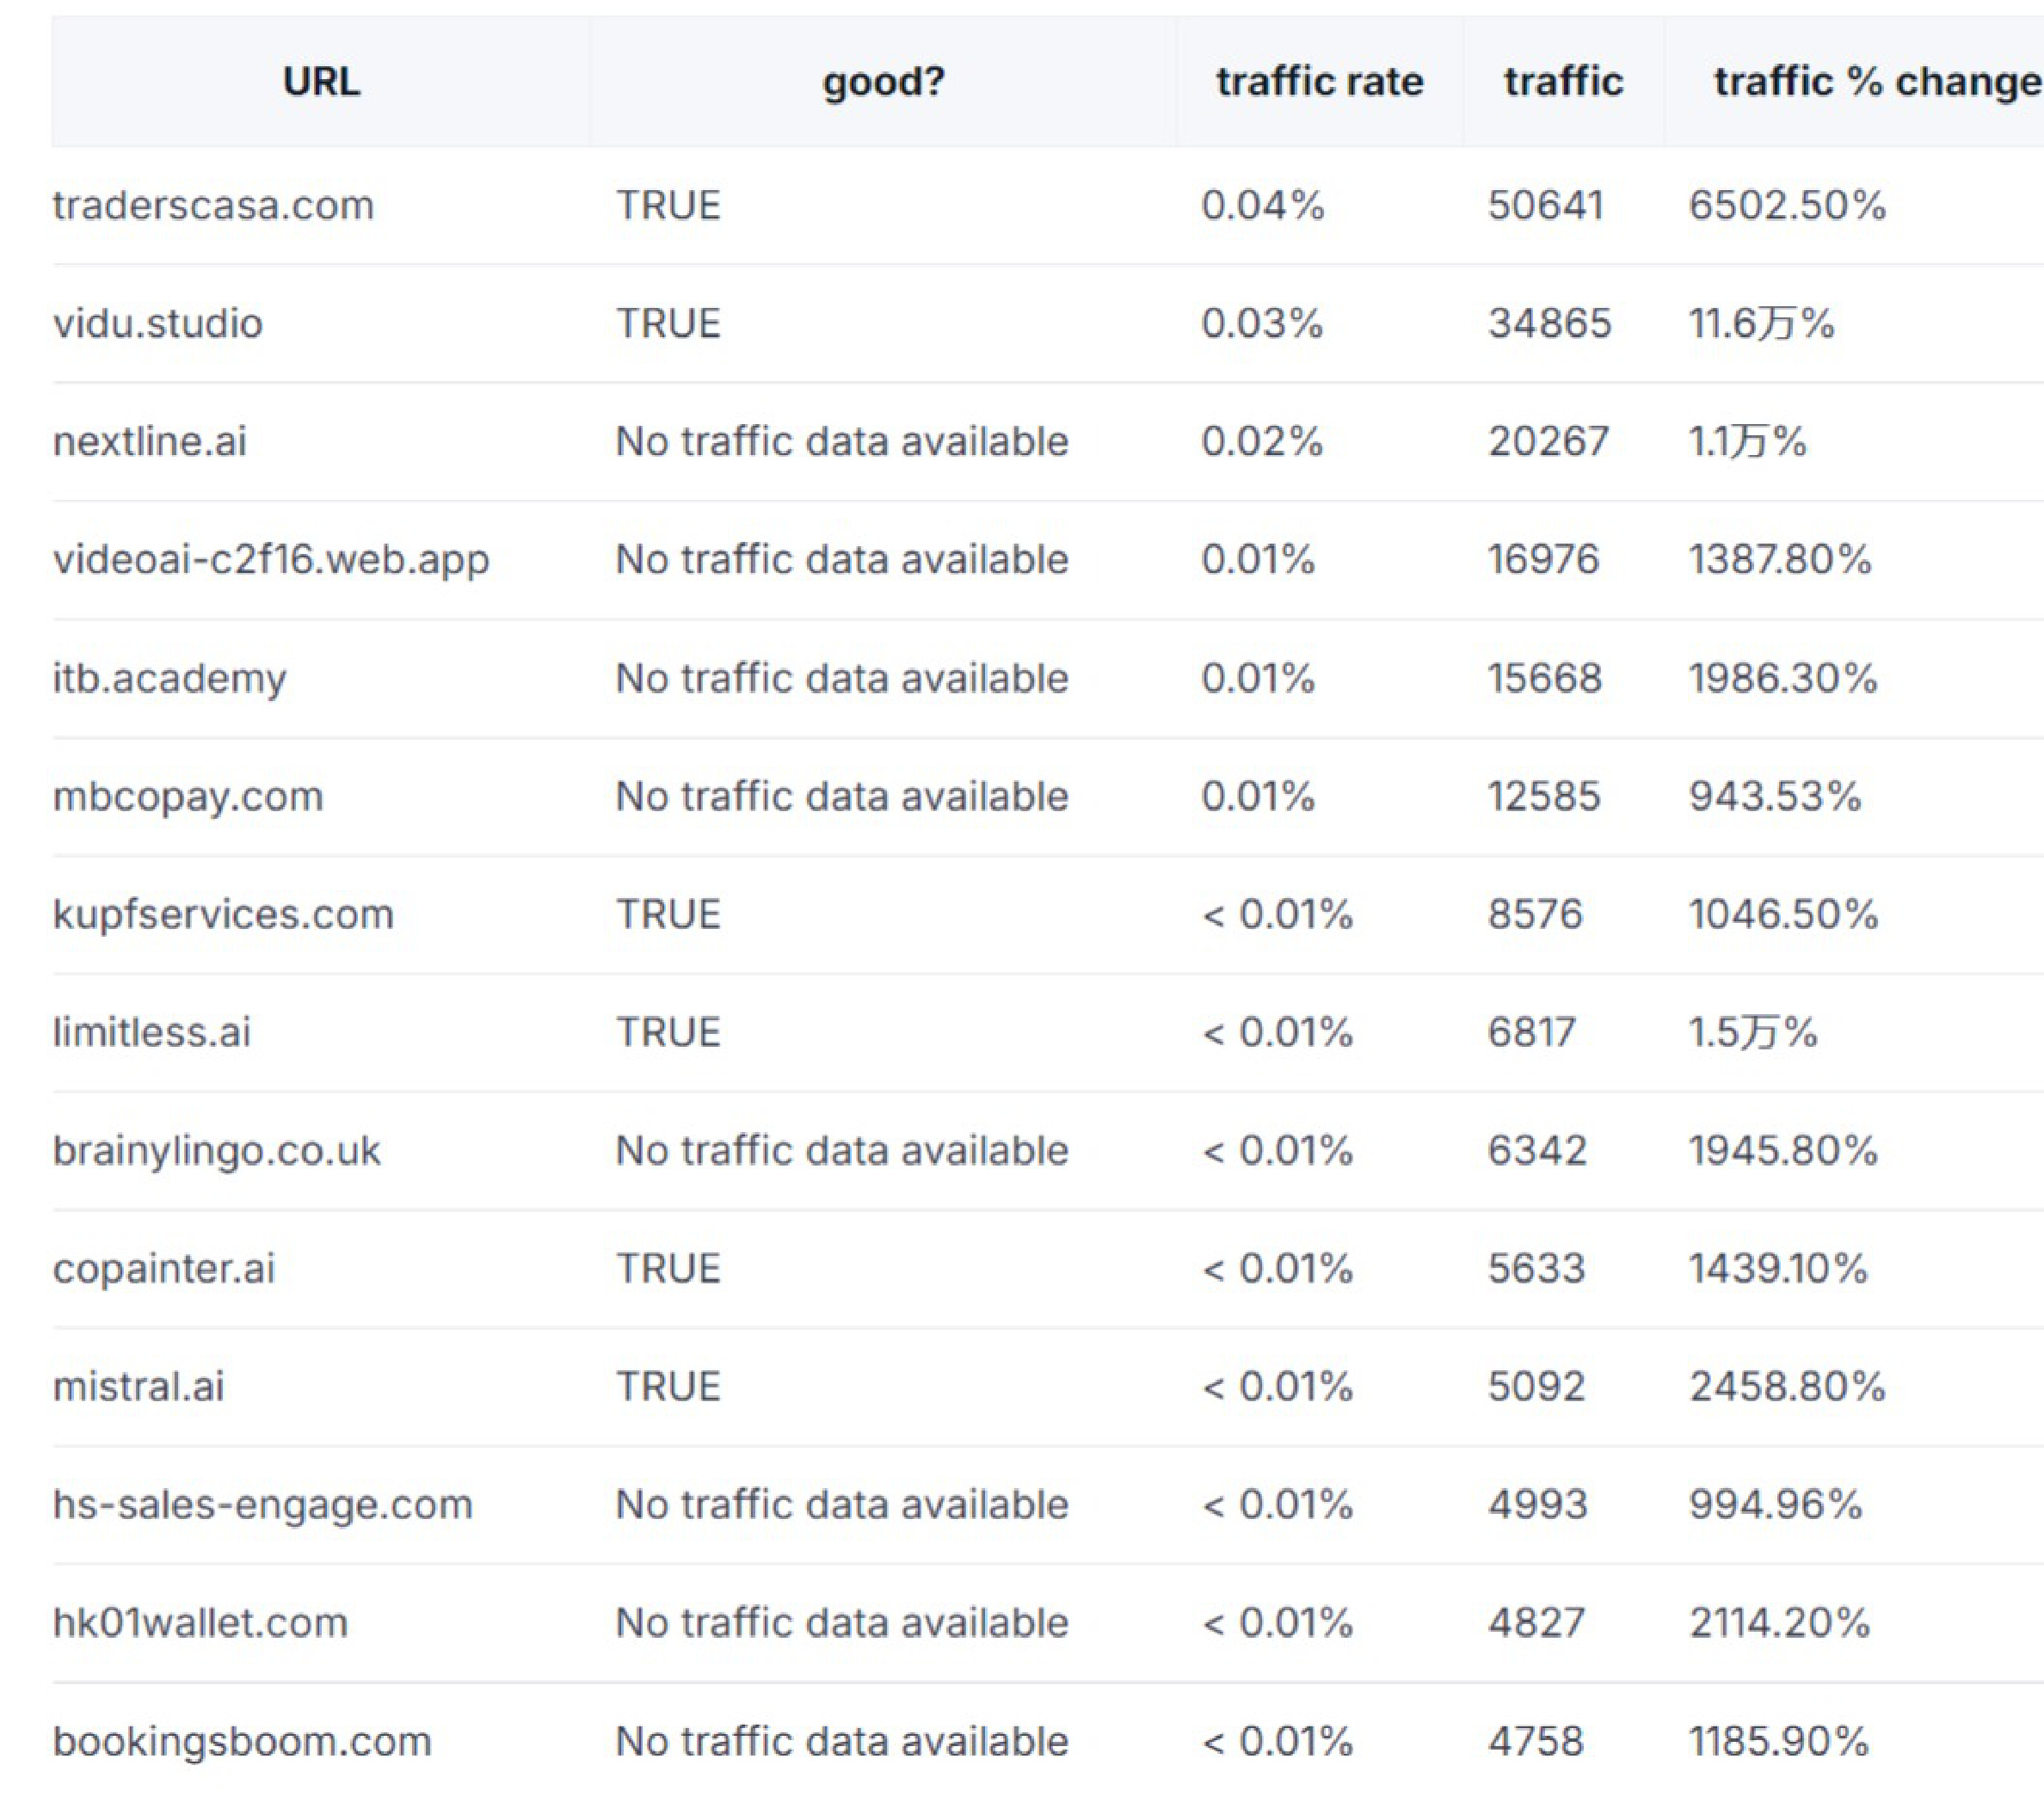 URL good? traffic rate traffic traffic % change
traderscasa.com TRUE 0.04% 50641 6502.50%
vidu.studio TRUE 0.03% 34865 11.6万%
nextline.ai No traffic data available 0.02% 20267 1.1万%
videoai-c2f16.web.app No traffic data available 0.01% 16976 1387.80%
itb.academy No traffic data available 0.01% 15668 1986.30%
mbcopay.com No traffic data available 0.01% 12585 943.53%
kupfservices.com TRUE < 0.01% 8576 1046.50%
limitless.ai TRUE < 0.01% 6817 1.5万%
brainylingo.co.uk No traffic data available < 0.01% 6342 1945.80%
copainter.ai TRUE < 0.01% 5633 1439.10%
mistral.ai TRUE < 0.01% 5092 2458.80%
hs-sales-engage.com No traffic data available < 0.01% 4993 994.96%
hk01wallet.com No traffic data available < 0.01% 4827 2114.20%
bookingsboom.com No traffic data available < 0.01% 4758 1185.90%